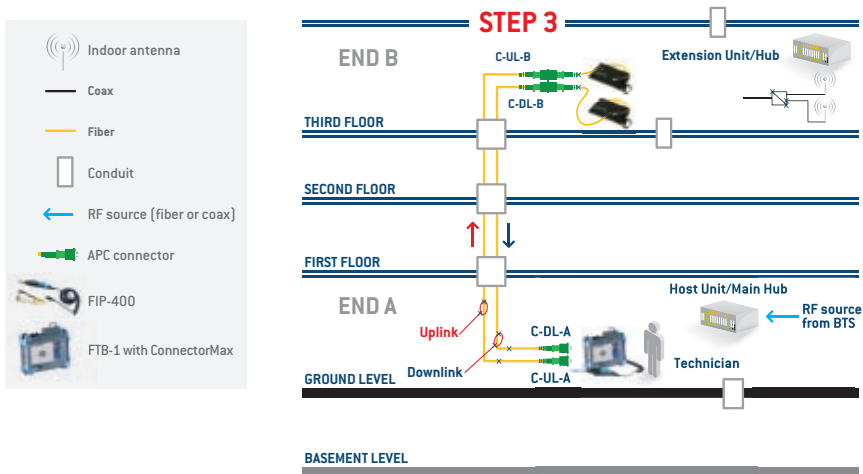 STEP 3
Indoor antenna
Coax
Fiber
Conduit
RF source (fiber or coax)
APC connector
FIP-400
FTB-1 with ConnectorMax
END B
C-UL-B
C-DL-B
Extension Unit/Hub
THIRD FLOOR
SECOND FLOOR
FIRST FLOOR
END A
Host Unit/Main Hub
RF source
from BTS
Uplink
C-DL-A
Downlink
C-UL-A
Technician
GROUND LEVEL
BASEMENT LEVEL